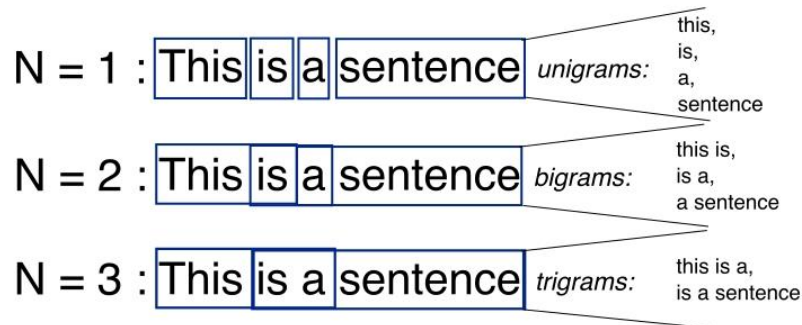 N = 1 : This is a sentence unigrams:
this,
is,
a,
sentence
N = 2 : This is a sentence bigrams:
this is,
is a,
a sentence
N = 3 : This is a sentence trigrams:
this is a,
is a sentence